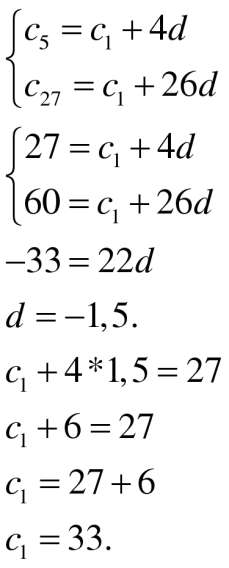 c₅ = c₁ + 4d
c₂₇ = c₁ + 26d
27 = c₁ + 4d
60 = c₁ + 26d
−33 = 22d
d = −1,5.
c₁ + 4*1,5 = 27
c₁ + 6 = 27
c₁ = 27 + 6
c₁ = 33.